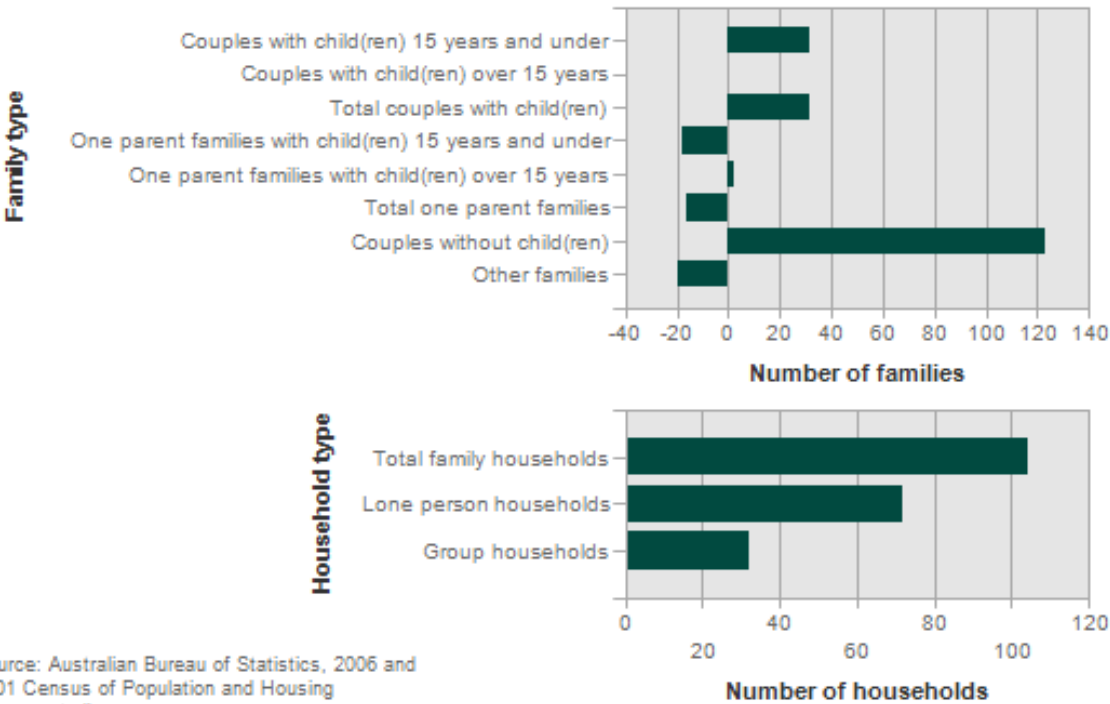 Family type
Couples with child(ren) 15 years and under
Couples with child(ren) over 15 years
Total couples with child(ren)
One parent families with child(ren) 15 years and under
One parent families with child(ren) over 15 years
Total one parent families
Couples without child(ren)
Other families
-40 -20 0 20 40 60 80 100 120 140
Number of families
Household type
Total family households
Lone person households
Group households
0 40 80 120
20 60 100
urce: Australian Bureau of Statistics, 2006 and
01 Census of Population and Housing
Number of households